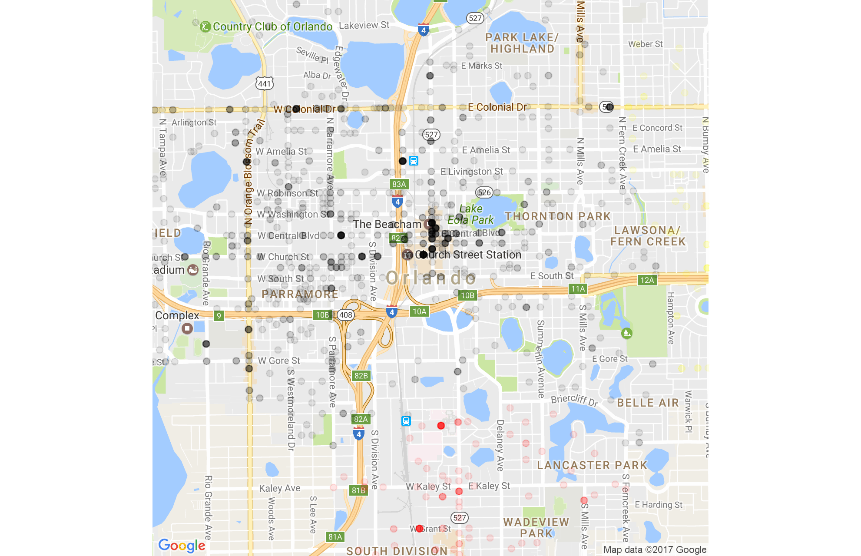 527
Lakeview St
Country Club of Orlando
4
N Mills Ave
PARK LAKE/
HIGHLAND
Weber St
Seville Pl
Edgewater Dr
E Marks St
Alba Dr
441
W Colonial Dr
E Colonial Dr
50
Arlington St
N Tampa Ave
N Orange Blossom Trail
N Parramore Ave
527
E Concord St
N Fern Creek Ave
N Bumby Ave
W Amelia St
E Amelia St
E Amelia St
N Mills Ave
E Livingston St
83A
W Robinson St
4
526
Lake
Eola Park
W Washington St
THORNTON PARK
The Beacham
W Central Blvd
E Central Blvd
LAWSONA/
FERN CREEK
Rio Grande Ave
S Division Ave
W Church St
Church Street Station
W South St
Orlando
E South St
12A
11A
PARRAMORE
10B
Complex
9
10B
408
4
10A
Hampton Ave
S Parramore Ave
Summerlin Ave
S Mills Ave
W Gore St
E Gore St
82B
S Westmoreland Dr
Briercliff Dr
BELLE AIR
Warwick Pl
82A
4
S Division Ave
Delaney Ave
LANCASTER PARK
Rio Grande Ave
Kaley Ave
Woods Ave
S Lee Ave
81B
W Kaley St
E Kaley St
S Mills Ave
S Ferncreek Ave
E Harding St
527
W Grant St
WADEVIEW
PARK
81A
SOUTH DIVISION
Google
Map data ©2017 Google